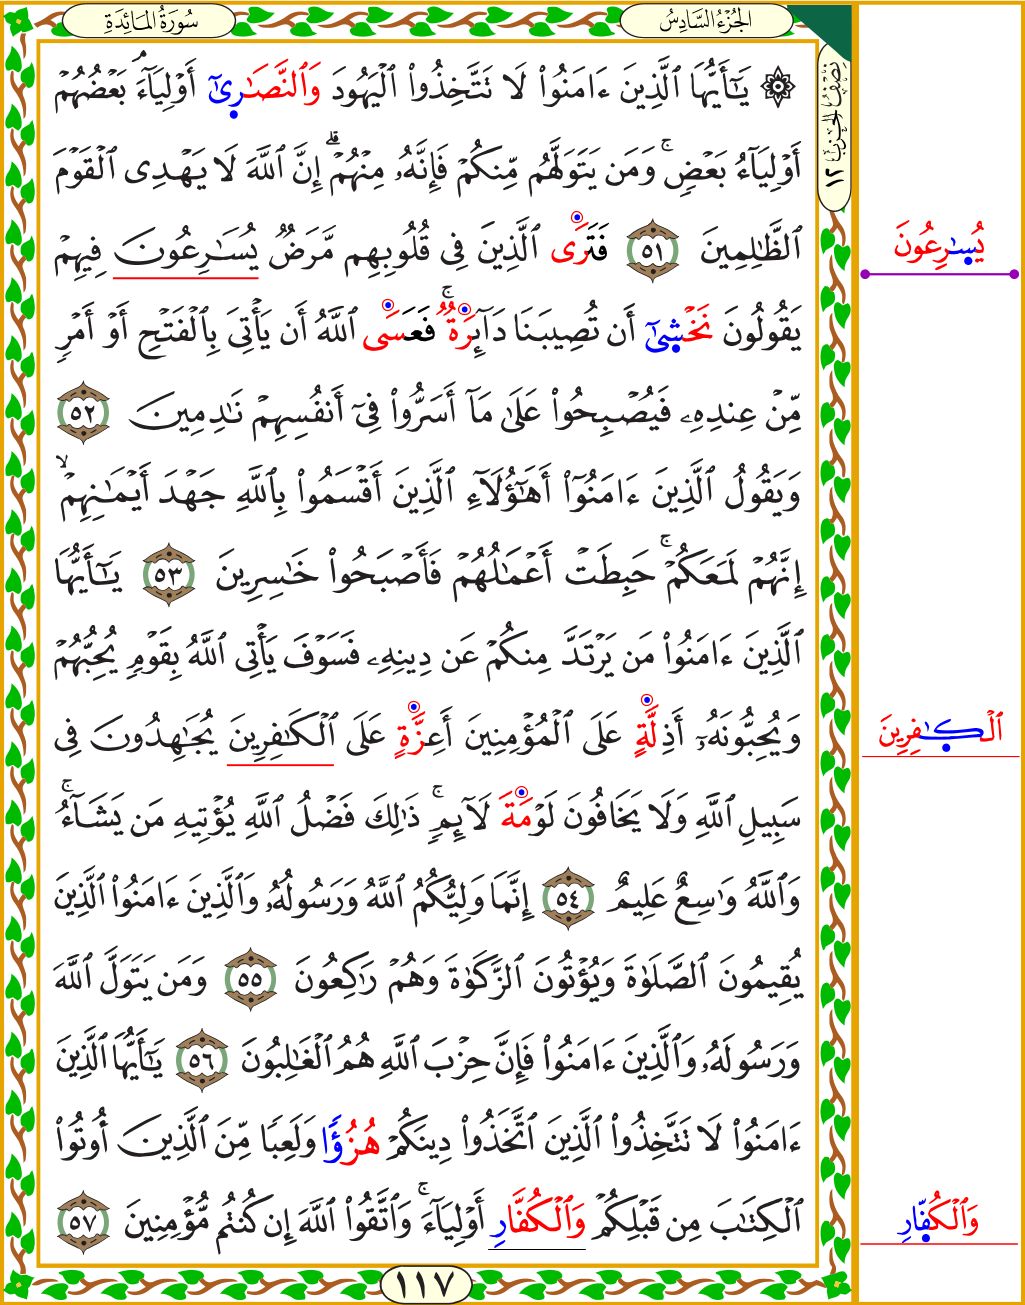 سُورَةُ المَائِدَةِ
الجُزْءُ السَّادِسُ
نِصْفُ الحِزْبِ ١٢
۞ يَٰٓأَيُّهَا ٱلَّذِينَ ءَامَنُوا۟ لَا تَتَّخِذُوا۟ ٱلْيَهُودَ وَٱلنَّصَٰرِىٰٓ أَوْلِيَآءَۘ بَعْضُهُمْ
أَوْلِيَآءُ بَعْضٍۚ وَمَن يَتَوَلَّهُم مِّنكُمْ فَإِنَّهُۥ مِنْهُمْۗ إِنَّ ٱللَّهَ لَا يَهْدِى ٱلْقَوْمَ
ٱلظَّٰلِمِينَ ٥١ فَتَرَى ٱلَّذِينَ فِى قُلُوبِهِم مَّرَضٌ يُسَٰرِعُونَ فِيهِمْ
يُسَٰرِعُونَ
يَقُولُونَ نَخْشِىٰٓ أَن تُصِيبَنَا دَآئِرَةٌۚ فَعَسَى ٱللَّهُ أَن يَأْتِىَ بِٱلْفَتْحِ أَوْ أَمْرٍ
مِّنْ عِندِهِۦ فَيُصْبِحُوا۟ عَلَىٰ مَآ أَسَرُّوا۟ فِىٓ أَنفُسِهِمْ نَٰدِمِينَ ٥٢
وَيَقُولُ ٱلَّذِينَ ءَامَنُوٓا۟ أَهَٰٓؤُلَآءِ ٱلَّذِينَ أَقْسَمُوا۟ بِٱللَّهِ جَهْدَ أَيْمَٰنِهِمْۙ
إِنَّهُمْ لَمَعَكُمْۚ حَبِطَتْ أَعْمَٰلُهُمْ فَأَصْبَحُوا۟ خَٰسِرِينَ ٥٣ يَٰٓأَيُّهَا
ٱلَّذِينَ ءَامَنُوا۟ مَن يَرْتَدَّ مِنكُمْ عَن دِينِهِۦ فَسَوْفَ يَأْتِى ٱللَّهُ بِقَوْمٍ يُحِبُّهُمْ
وَيُحِبُّونَهُۥٓ أَذِلَّةٍ عَلَى ٱلْمُؤْمِنِينَ أَعِزَّةٍ عَلَى ٱلْكَٰفِرِينَ يُجَٰهِدُونَ فِى
ٱلْكَٰفِرِينَ
سَبِيلِ ٱللَّهِ وَلَا يَخَافُونَ لَوْمَةَ لَآئِمٍۚ ذَٰلِكَ فَضْلُ ٱللَّهِ يُؤْتِيهِ مَن يَشَآءُۚ
وَٱللَّهُ وَٰسِعٌ عَلِيمٌ ٥٤ إِنَّمَا وَلِيُّكُمُ ٱللَّهُ وَرَسُولُهُۥ وَٱلَّذِينَ ءَامَنُوا۟ ٱلَّذِينَ
يُقِيمُونَ ٱلصَّلَوٰةَ وَيُؤْتُونَ ٱلزَّكَوٰةَ وَهُمْ رَٰكِعُونَ ٥٥ وَمَن يَتَوَلَّ ٱللَّهَ
وَرَسُولَهُۥ وَٱلَّذِينَ ءَامَنُوا۟ فَإِنَّ حِزْبَ ٱللَّهِ هُمُ ٱلْغَٰلِبُونَ ٥٦ يَٰٓأَيُّهَا ٱلَّذِينَ
ءَامَنُوا۟ لَا تَتَّخِذُوا۟ ٱلَّذِينَ ٱتَّخَذُوا۟ دِينَكُمْ هُزُؤًا وَلَعِبًا مِّنَ ٱلَّذِينَ أُوتُوا۟
ٱلْكِتَٰبَ مِن قَبْلِكُمْ وَٱلْكُفَّارِ أَوْلِيَآءَۚ وَٱتَّقُوا۟ ٱللَّهَ إِن كُنتُم مُّؤْمِنِينَ ٥٧
وَٱلْكُفِّارِ
١١٧